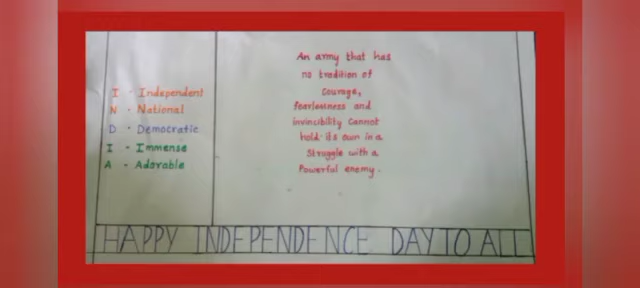 I - Independent
N - National
D - Democratic
I - Immense
A - Adorable
An army that has
no tradition of
courage,
fearlessness and
invincibility cannot
hold its own in a
struggle with a
Powerful enemy.
HAPPY INDEPENDENCE DAY TO ALL